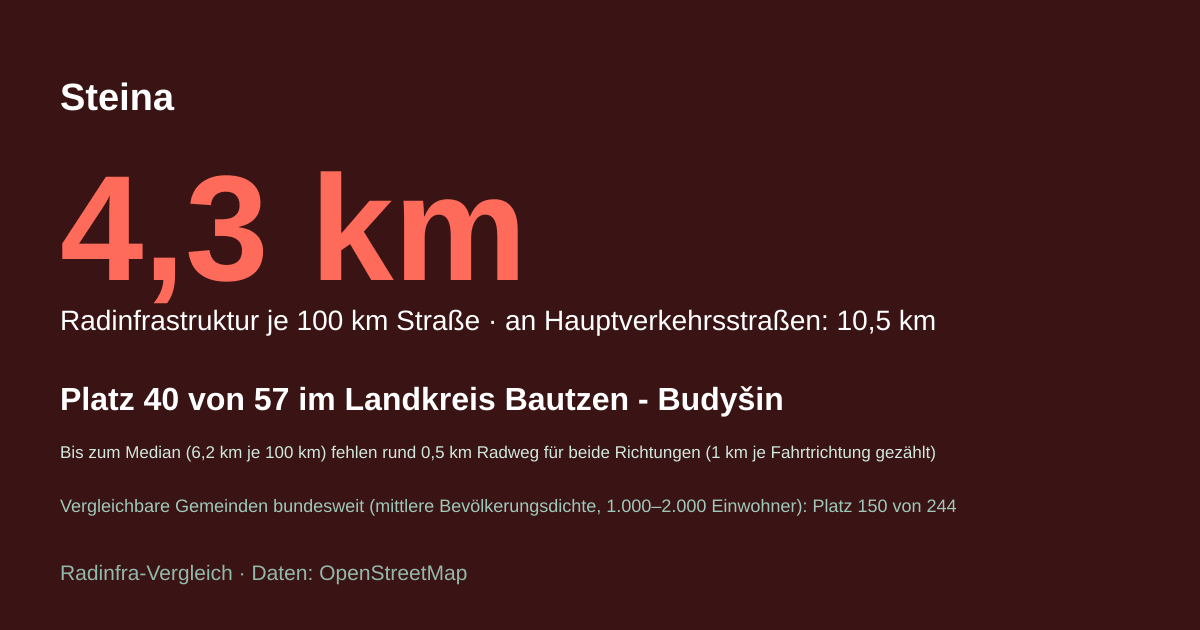 Steina
4,3 km
Radinfrastruktur je 100 km Straße · an Hauptverkehrsstraßen: 10,5 km
Platz 40 von 57 im Landkreis Bautzen - Budyšin
Bis zum Median (6,2 km je 100 km) fehlen rund 0,5 km Radweg für beide Richtungen (1 km je Fahrtrichtung gezählt)
Vergleichbare Gemeinden bundesweit (mittlere Bevölkerungsdichte, 1.000–2.000 Einwohner): Platz 150 von 244
Radinfra-Vergleich · Daten: OpenStreetMap